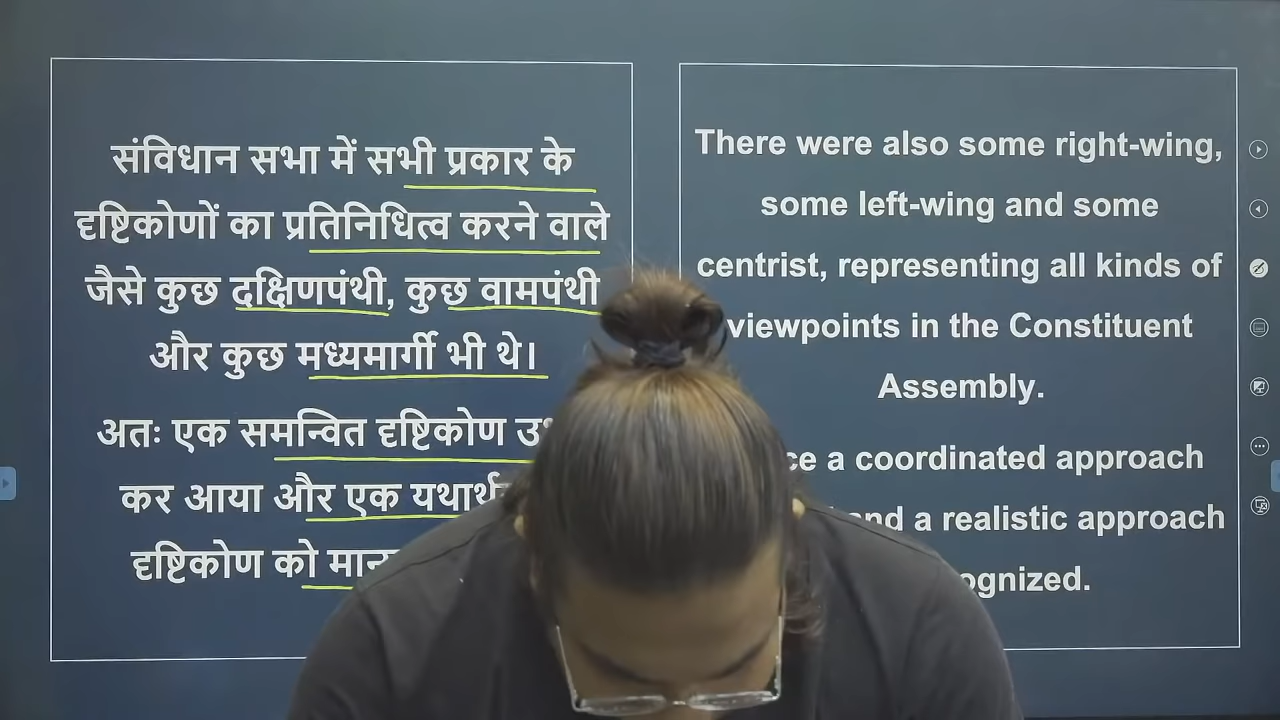 संविधान सभा में सभी प्रकार के
दृष्टिकोणों का प्रतिनिधित्व करने वाले
जैसे कुछ दक्षिणपंथी, कुछ वामपंथी
और कुछ मध्यमार्गी भी थे।
अतः एक समन्वित दृष्टिकोण
कर आया और एक
दृष्टिकोण को
There were also some right-wing,
some left-wing and some
centrist, representing all kinds of
viewpoints in the Constituent
Assembly.
a coordinated approach
and a realistic approach